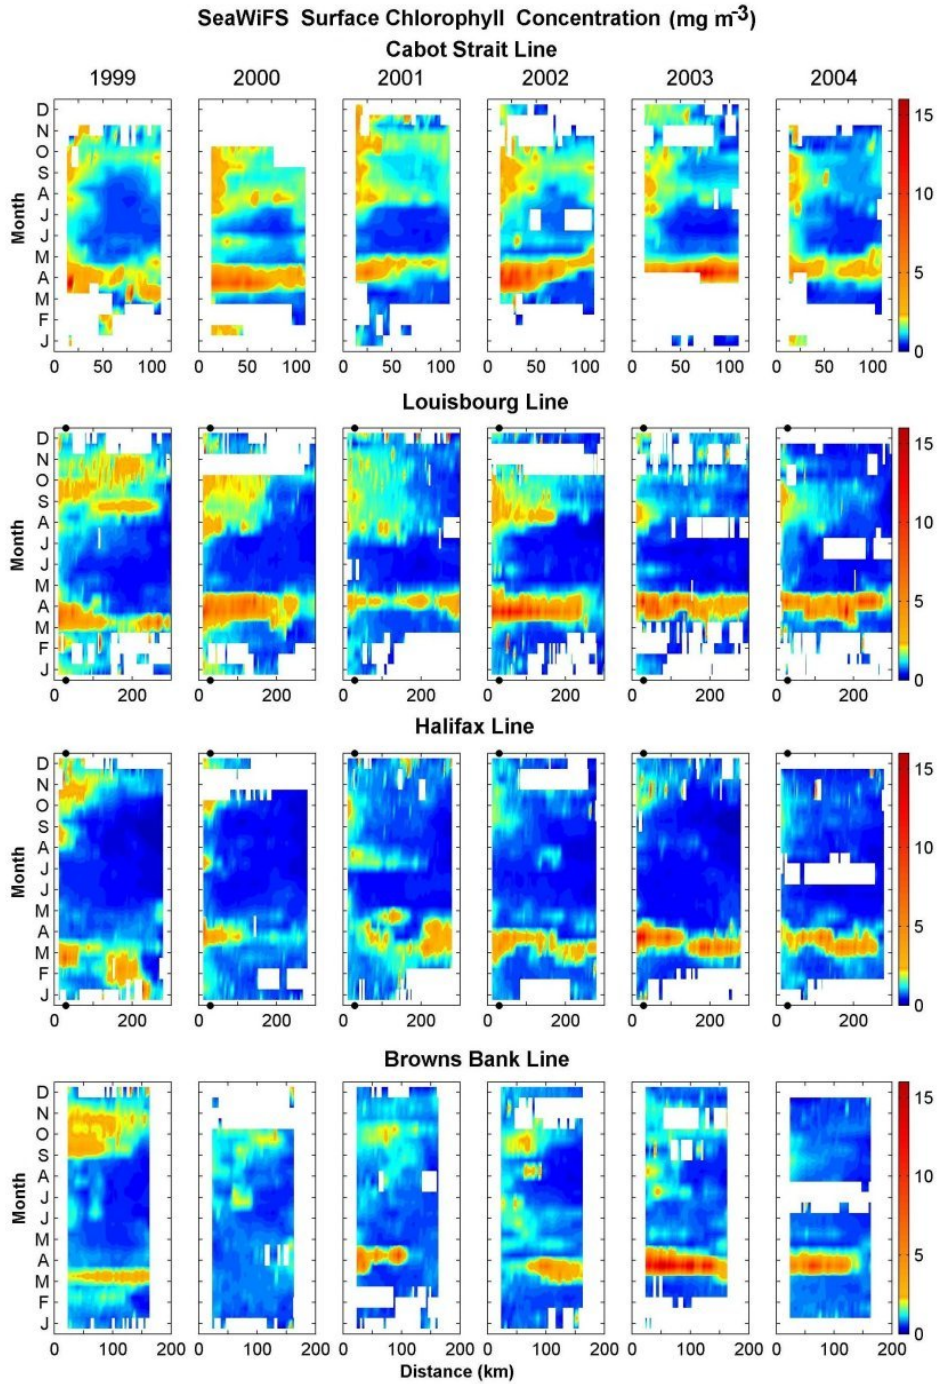 SeaWiFS Surface Chlorophyll Concentration (mg m-3)
Cabot Strait Line
1999 2000 2001 2002 2003 2004
D
N
O
S
A
J
J
M
A
M
F
J
Month
15
10
5
0
0 50 100 0 50 100 0 50 100 0 50 100 0 50 100 0 50 100
Louisbourg Line
D
N
O
S
A
J
J
M
A
M
F
J
Month
15
10
5
0
0 200 0 200 0 200 0 200 0 200 0 200
Halifax Line
D
N
O
S
A
J
J
M
A
M
F
J
Month
15
10
5
0
0 200 0 200 0 200 0 200 0 200 0 200
Browns Bank Line
D
N
O
S
A
J
J
M
A
M
F
J
Month
15
10
5
0
0 100 200 0 100 200 0 100 200 0 100 200 0 100 200 0 100 200
Distance (km)